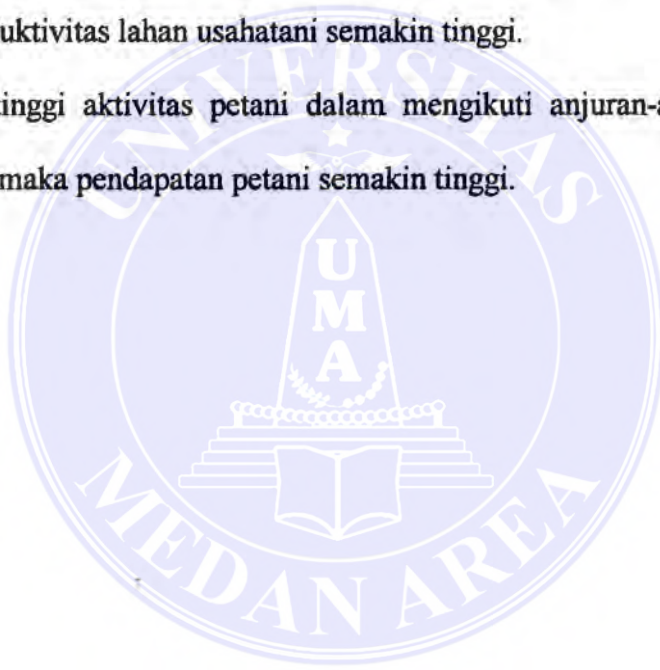 uktivitas lahan usahatani semakin tinggi.
inggi aktivitas petani dalam mengikuti anjuran-a
maka pendapatan petani semakin tinggi.
UNIVERSITAS
UMA
MEDAN AREA